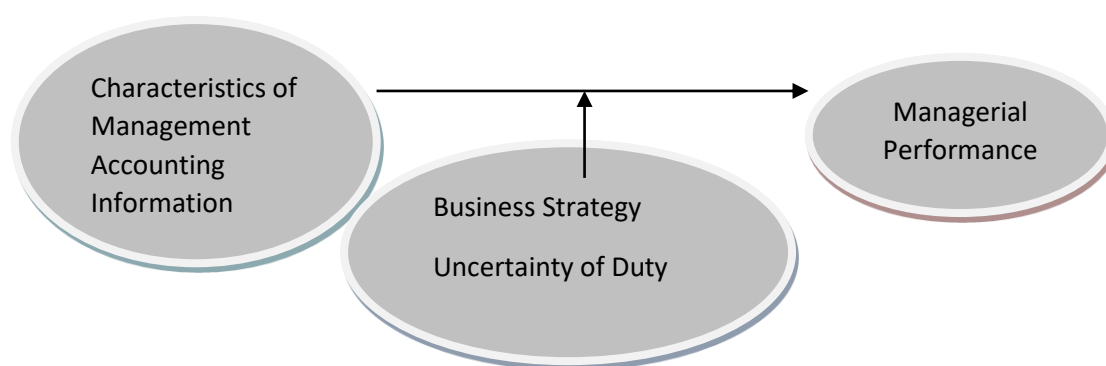 Characteristics of
Management
Accounting
Information
Managerial
Performance
Business Strategy
Uncertainty of Duty